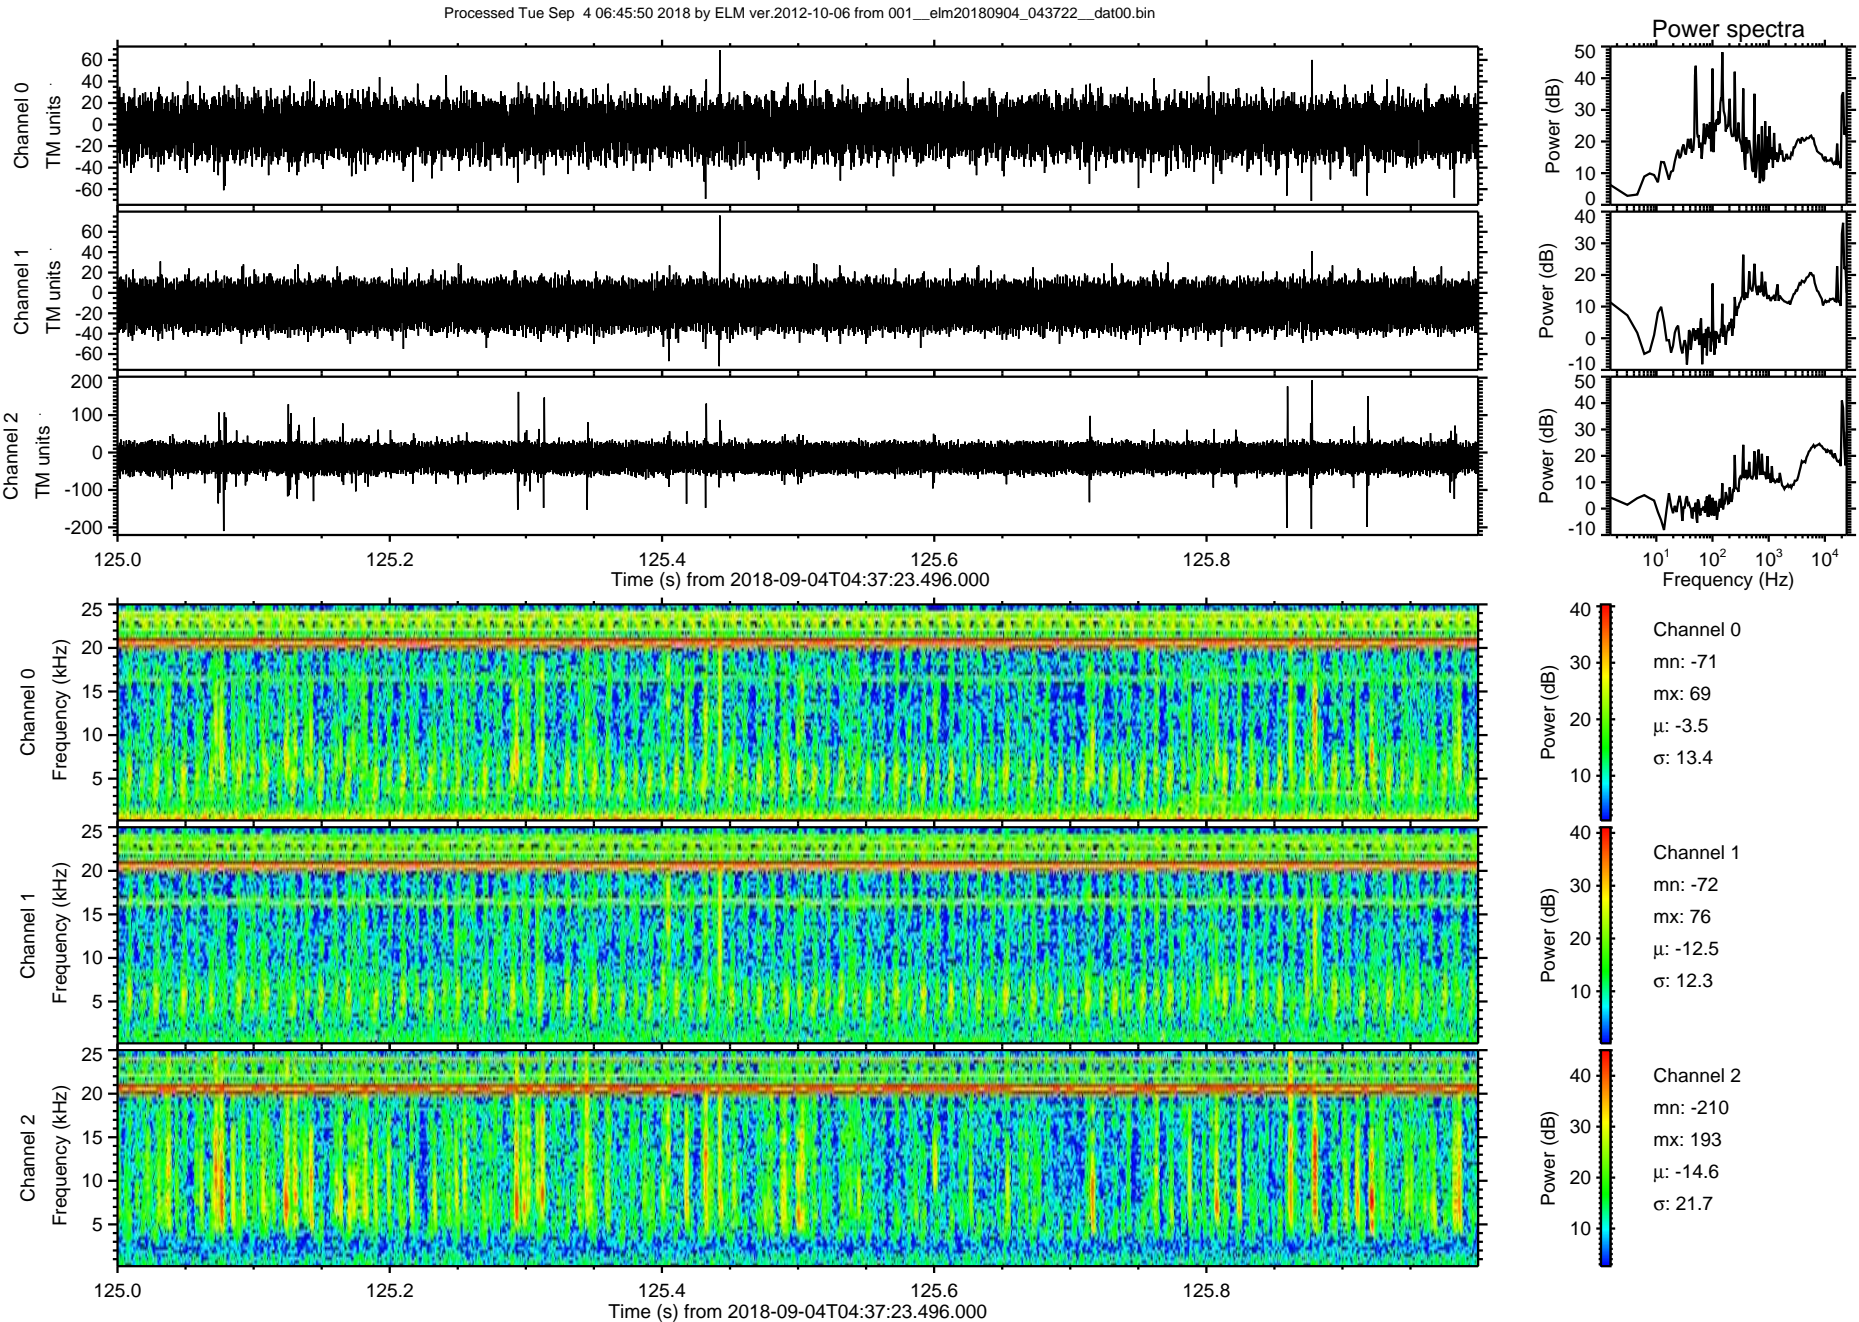 Processed Tue Sep  4 06:45:50 2018 by ELM ver.2012-10-06 from 001__elm20180904_043722__dat00.bin
Power spectra
Channel 0
TM units
60
40
20
0
-20
-40
-60
Power (dB)
50
40
30
20
10
0
Channel 1
TM units
60
40
20
0
-20
-40
-60
Power (dB)
40
30
20
10
0
-10
Channel 2
TM units
200
100
0
-100
-200
Power (dB)
50
40
30
20
10
0
-10
125.0 125.2 125.4 125.6 125.8
Time (s) from 2018-09-04T04:37:23.496.000
10^1 10^2 10^3 10^4
Frequency (Hz)
Channel 0
Frequency (kHz)
25
20
15
10
5
Power (dB)
40
30
20
10
Channel 0
mn: -71
mx: 69
μ: -3.5
σ: 13.4
Channel 1
Frequency (kHz)
25
20
15
10
5
Power (dB)
40
30
20
10
Channel 1
mn: -72
mx: 76
μ: -12.5
σ: 12.3
Channel 2
Frequency (kHz)
25
20
15
10
5
Power (dB)
40
30
20
10
Channel 2
mn: -210
mx: 193
μ: -14.6
σ: 21.7
125.0 125.2 125.4 125.6 125.8
Time (s) from 2018-09-04T04:37:23.496.000